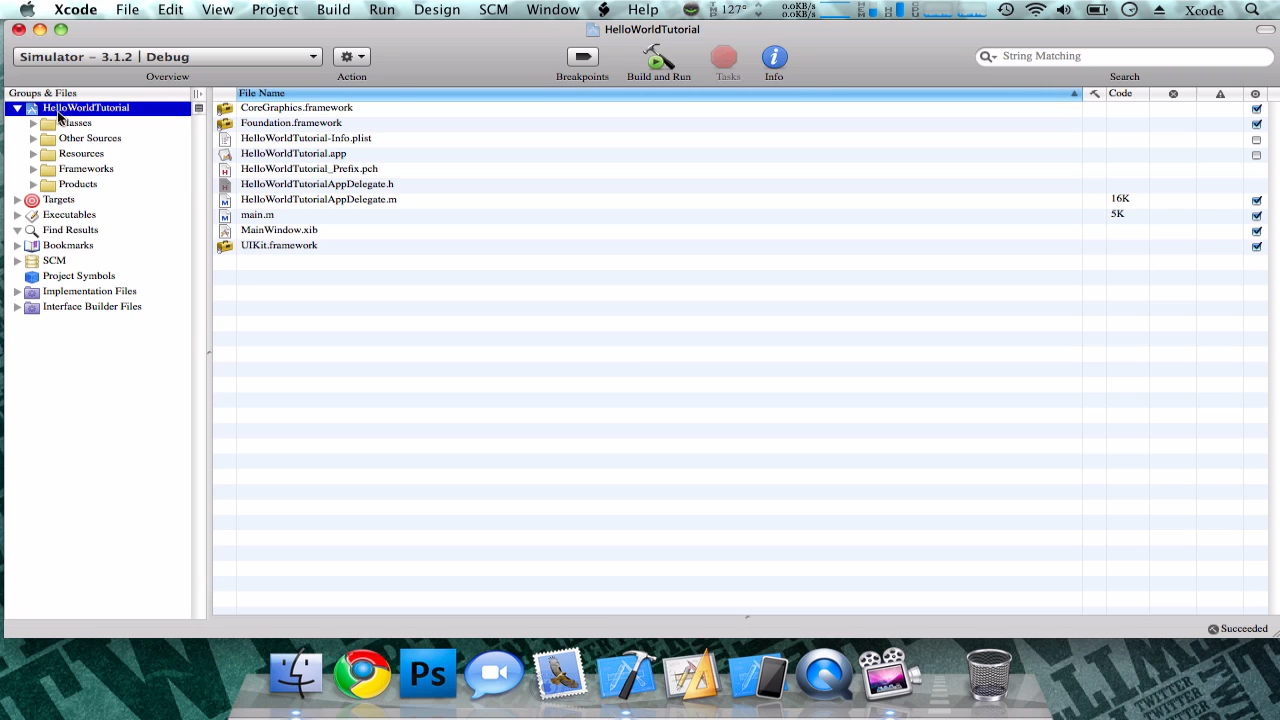 Xcode File Edit View Project Build Run Design SCM Window Help 127° 0.0KB/s 0.0KB/s Xcode
HelloWorldTutorial
Simulator – 3.1.2 | Debug
String Matching
Overview Action Breakpoints Build and Run Tasks Info Search
Groups & Files
File Name Code
HelloWorldTutorial
Classes
Other Sources
Resources
Frameworks
Products
Targets
Executables
Find Results
Bookmarks
SCM
Project Symbols
Implementation Files
Interface Builder Files
CoreGraphics.framework
Foundation.framework
HelloWorldTutorial-Info.plist
HelloWorldTutorial.app
HelloWorldTutorial_Prefix.pch
HelloWorldTutorialAppDelegate.h
HelloWorldTutorialAppDelegate.m 16K
main.m 5K
MainWindow.xib
UIKit.framework
Succeeded
Ps
TWITTER
TWITTER